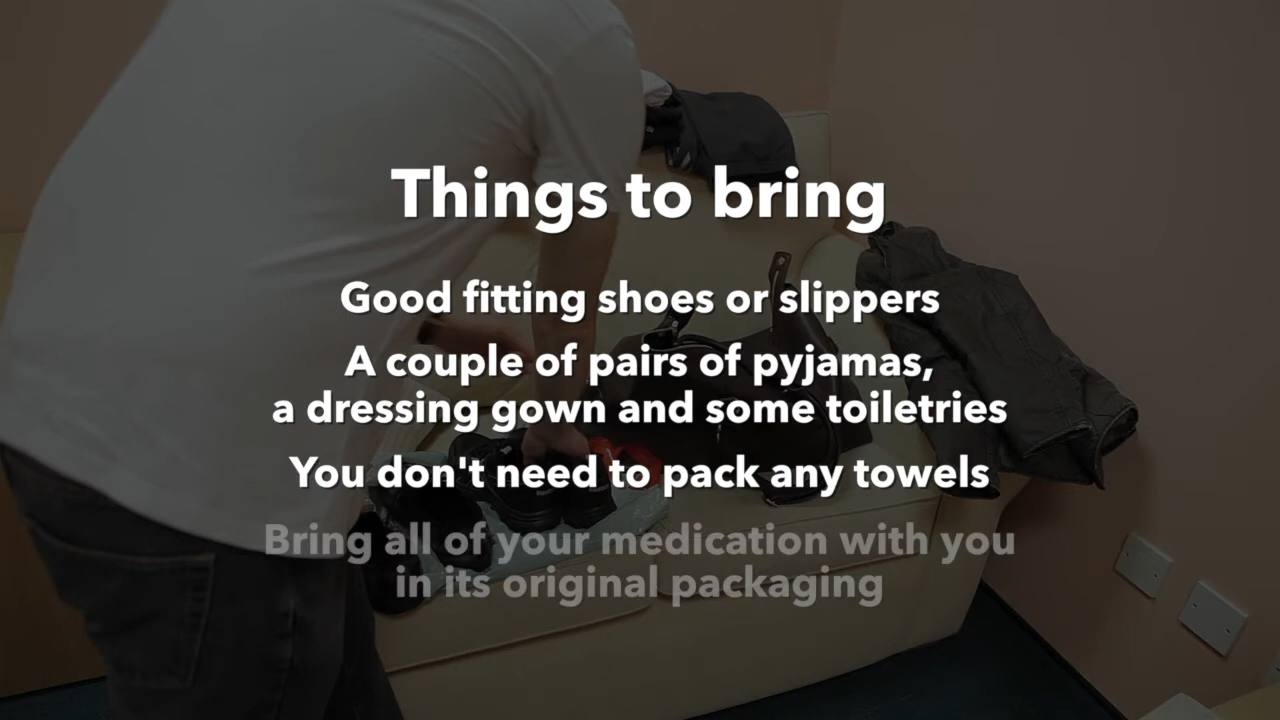 Things to bring
Good fitting shoes or slippers
A couple of pairs of pyjamas,
a dressing gown and some toiletries
You don't need to pack any towels
Bring all of your medication with you
in its original packaging